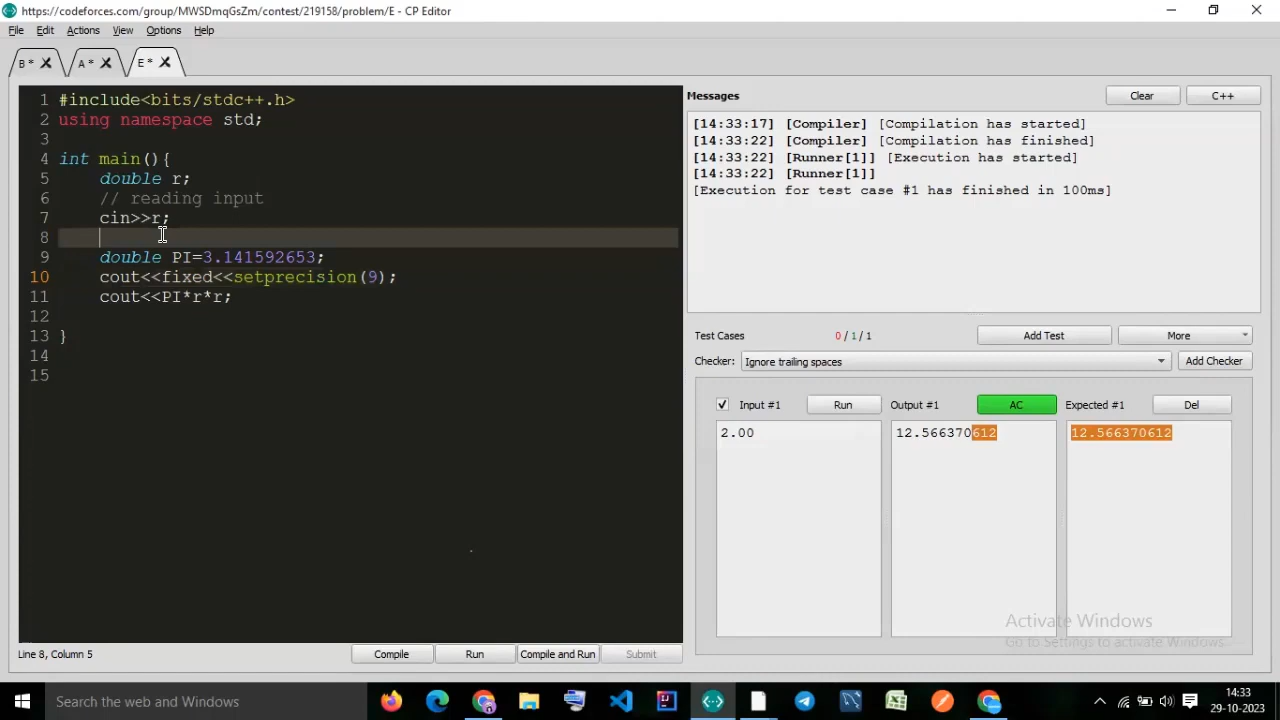 https://codeforces.com/group/MWSDmqGsZm/contest/219158/problem/E - CP Editor
File Edit Actions View Options Help
B * A * E *
1 #include<bits/stdc++.h>
2 using namespace std;
3
4 int main(){
5 double r;
6 // reading input
7 cin>>r;
8
9 double PI=3.141592653;
10 cout<<fixed<<setprecision(9);
11 cout<<PI*r*r;
12
13 }
14
15
Line 8, Column 5
Compile Run Compile and Run Submit
Messages Clear C++
[14:33:17] [Compiler] [Compilation has started]
[14:33:22] [Compiler] [Compilation has finished]
[14:33:22] [Runner[1]] [Execution has started]
[14:33:22] [Runner[1]]
[Execution for test case #1 has finished in 100ms]
Test Cases 0 / 1 / 1 Add Test More
Checker: Ignore trailing spaces Add Checker
Input #1 Run Output #1 AC Expected #1 Del
2.00 12.566370612 12.566370612
Activate Windows
Go to Settings to activate Windows.
Search the web and Windows
14:33
29-10-2023